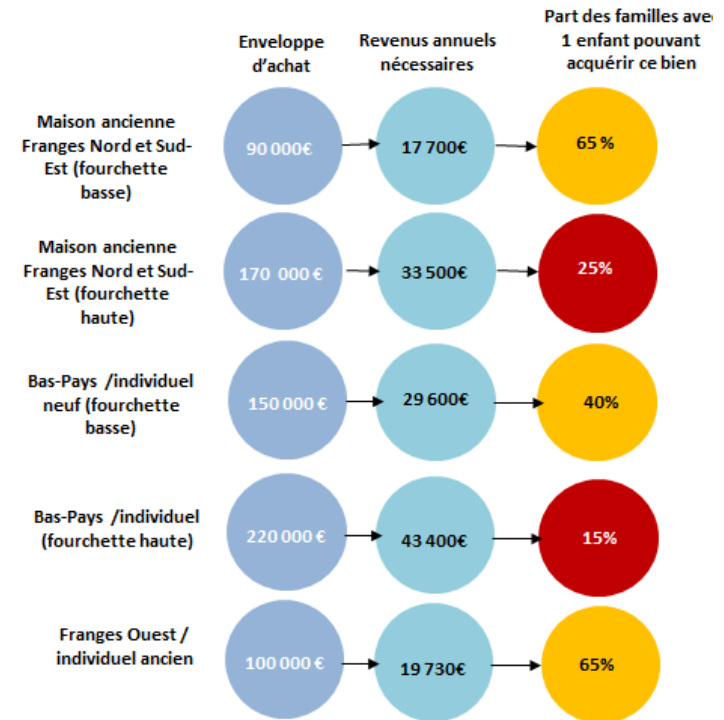 Enveloppe
d'achat
Revenus annuels
nécessaires
Part des familles avec
1 enfant pouvant
acquérir ce bien
Maison ancienne
Franges Nord et Sud-
Est (fourchette
basse)
90 000€
17 700€
65 %
Maison ancienne
Franges Nord et Sud-
Est (fourchette
haute)
170 000 €
33 500€
25%
Bas-Pays /individuel
neuf (fourchette
basse)
150 000 €
29 600€
40%
Bas-Pays /individuel
(fourchette haute)
220 000 €
43 400€
15%
Franges Ouest /
individuel ancien
100 000 €
19 730€
65%